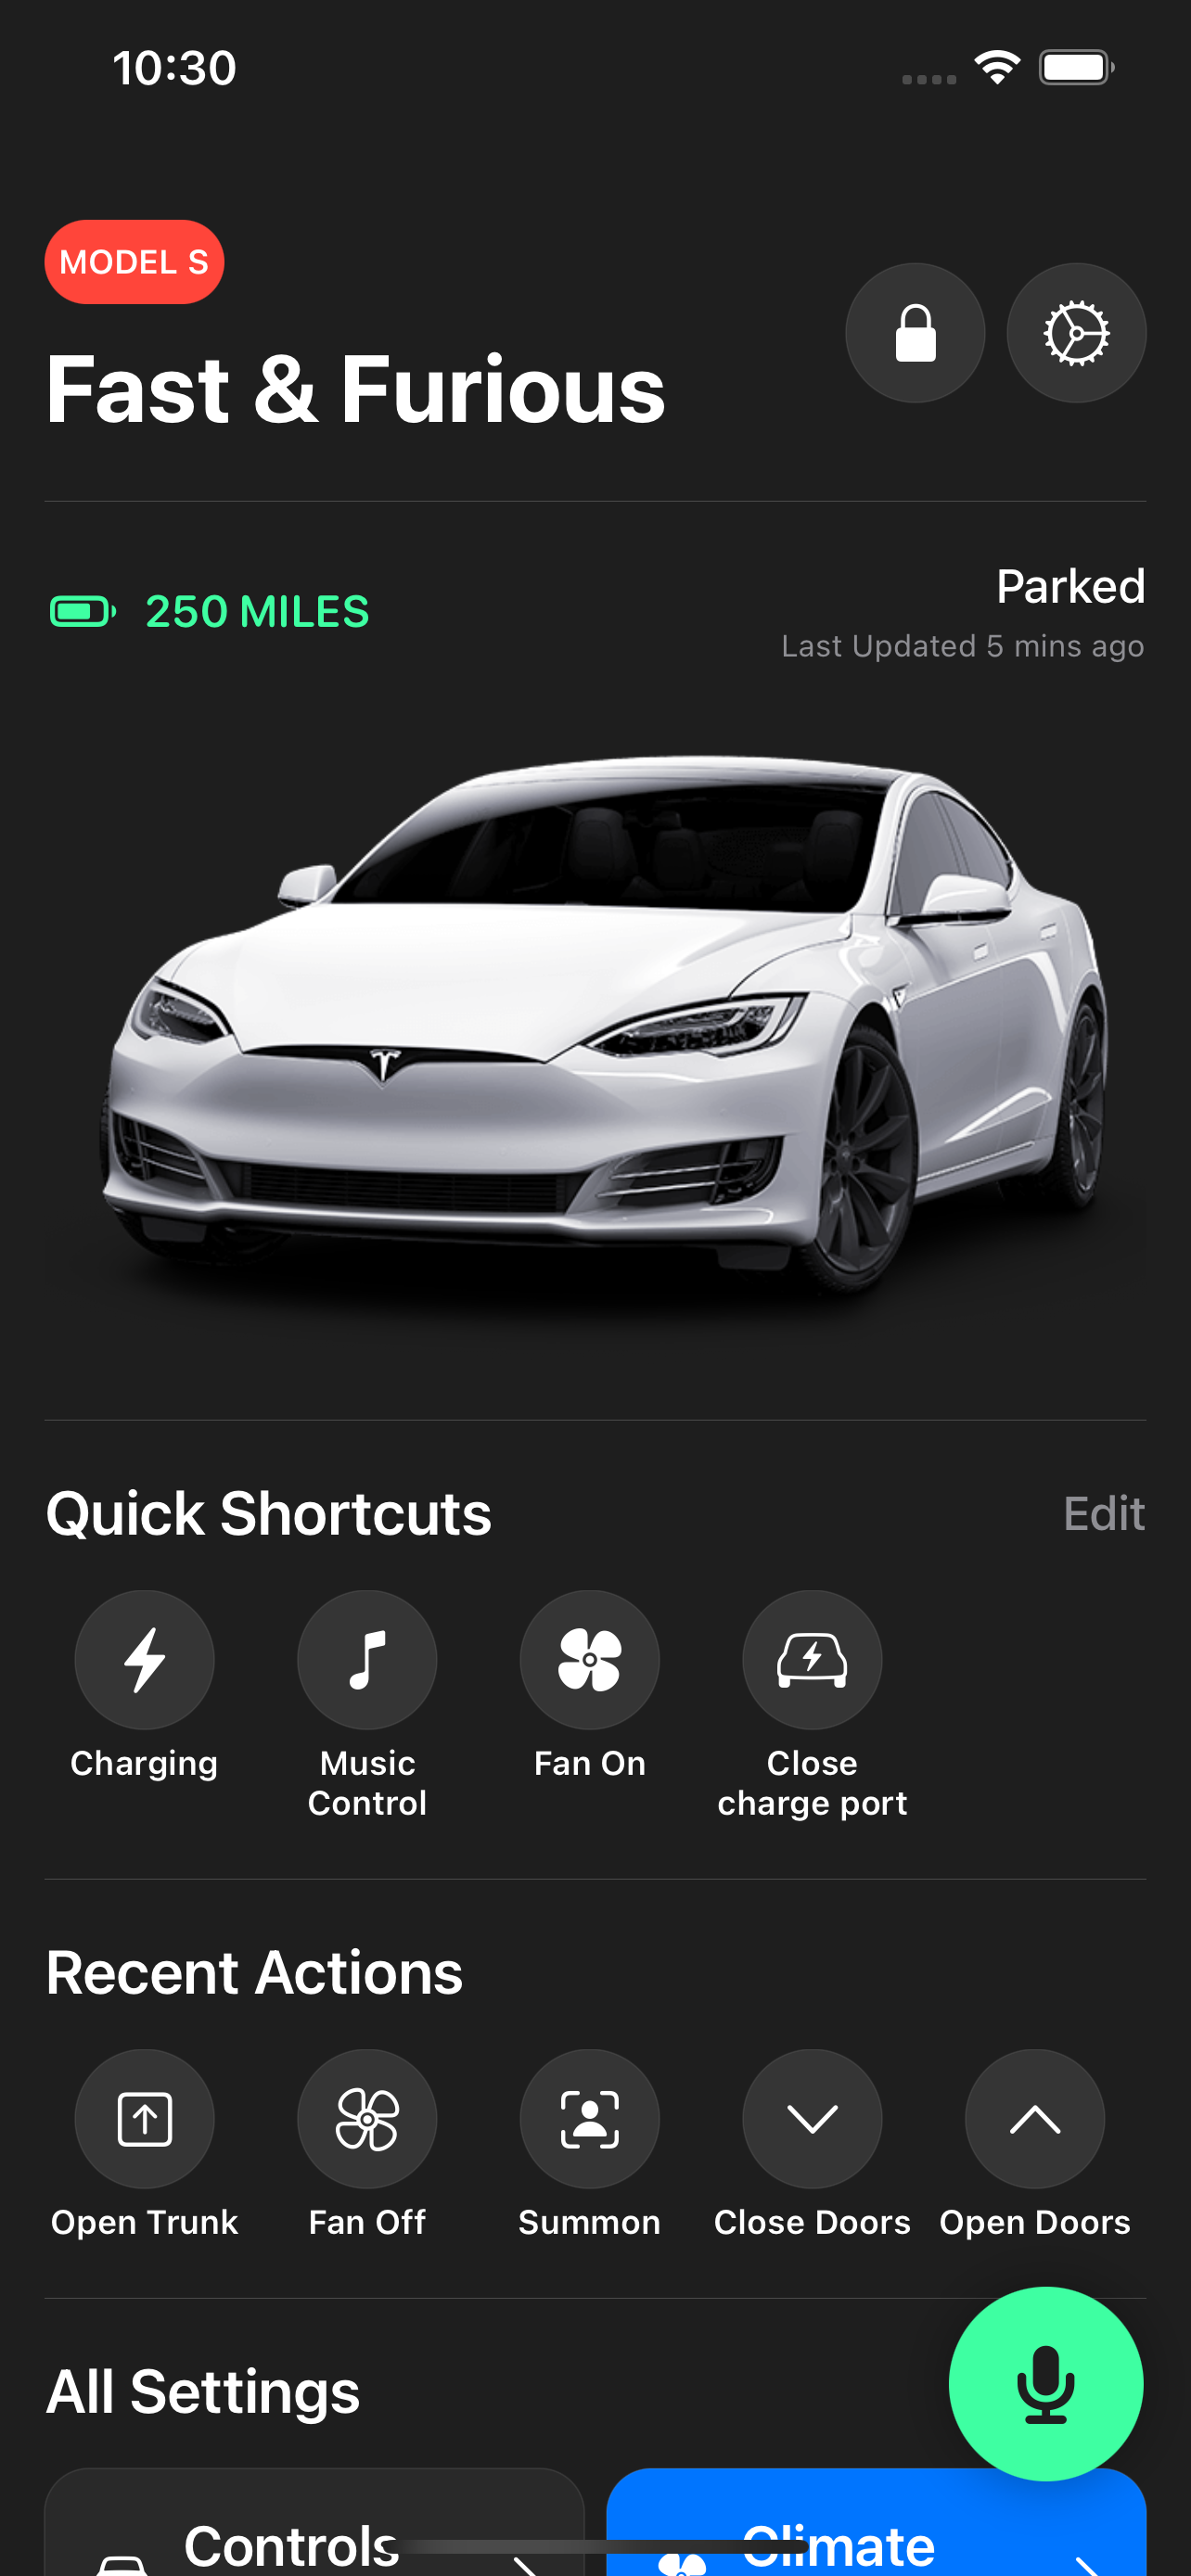 10:30
MODEL S
Fast & Furious
250 MILES
Parked
Last Updated 5 mins ago
Quick Shortcuts
Edit
Charging
Music
Control
Fan On
Close
charge port
Recent Actions
Open Trunk
Fan Off
Summon
Close Doors
Open Doors
All Settings
Controls
Climate